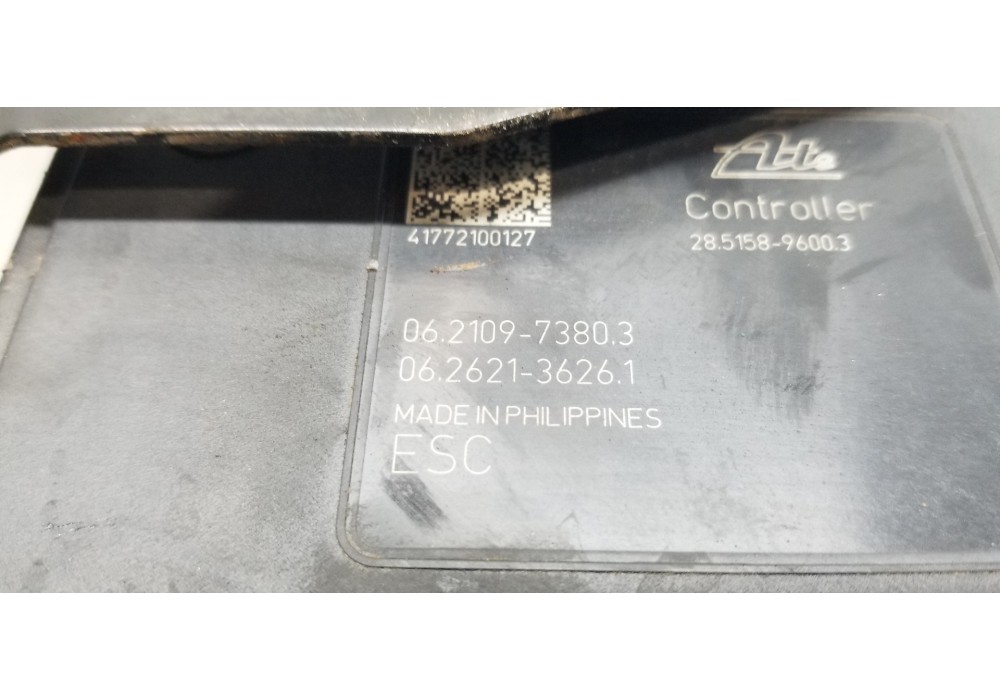 Ate
Controller
28.5158-9600.3
41772100127
06.2109-7380.3
06.2621-3626.1
MADE IN PHILIPPINES
ESC